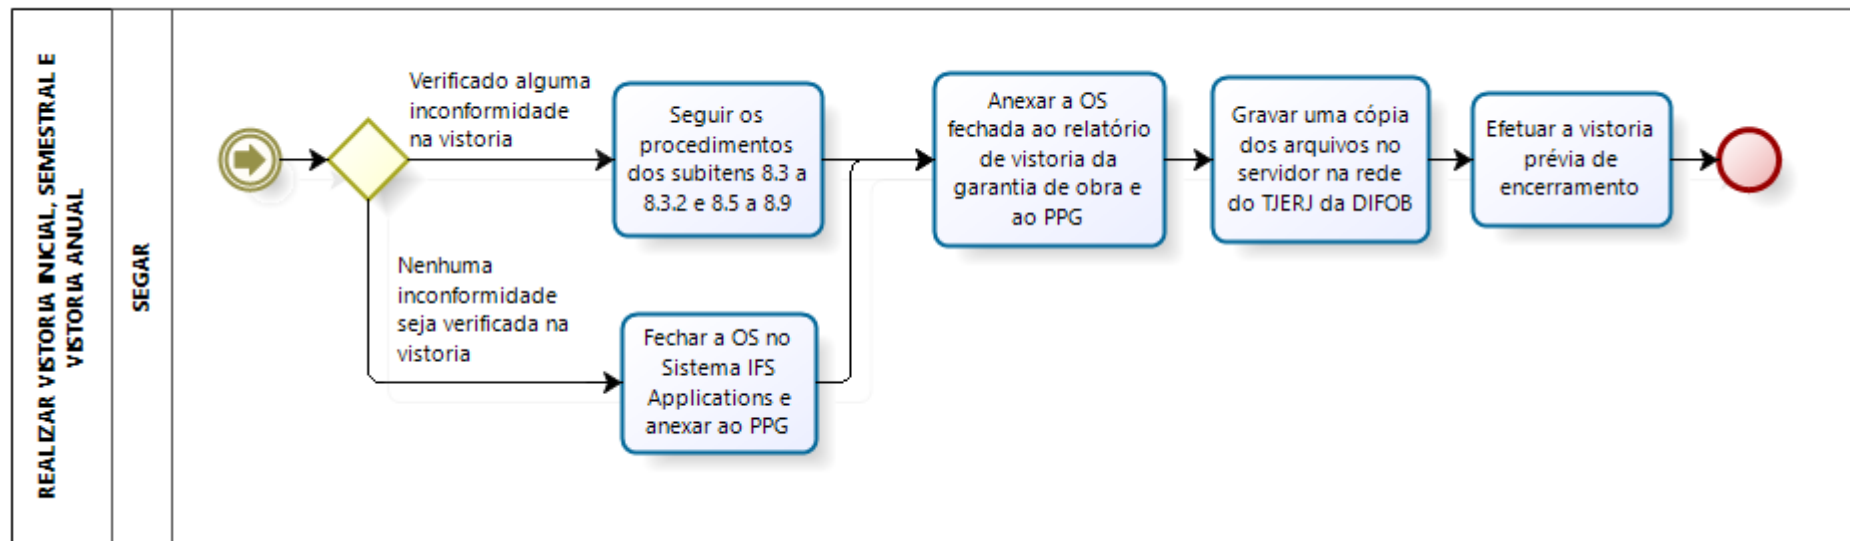 REALIZAR VISTORIA INICIAL, SEMESTRAL E
VISTORIA ANUAL
SEGAR
Verificado alguma
inconformidade
na vistoria
Seguir os
procedimentos
dos subitens 8.3 a
8.3.2 e 8.5 a 8.9
Nenhuma
inconformidade
seja verificada na
vistoria
Fechar a OS no
Sistema IFS
Applications e
anexar ao PPG
Anexar a OS
fechada ao relatório
de vistoria da
garantia de obra e
ao PPG
Gravar uma cópia
dos arquivos no
servidor na rede
do TJERJ da DIFOB
Efetuar a vistoria
prévia de
encerramento